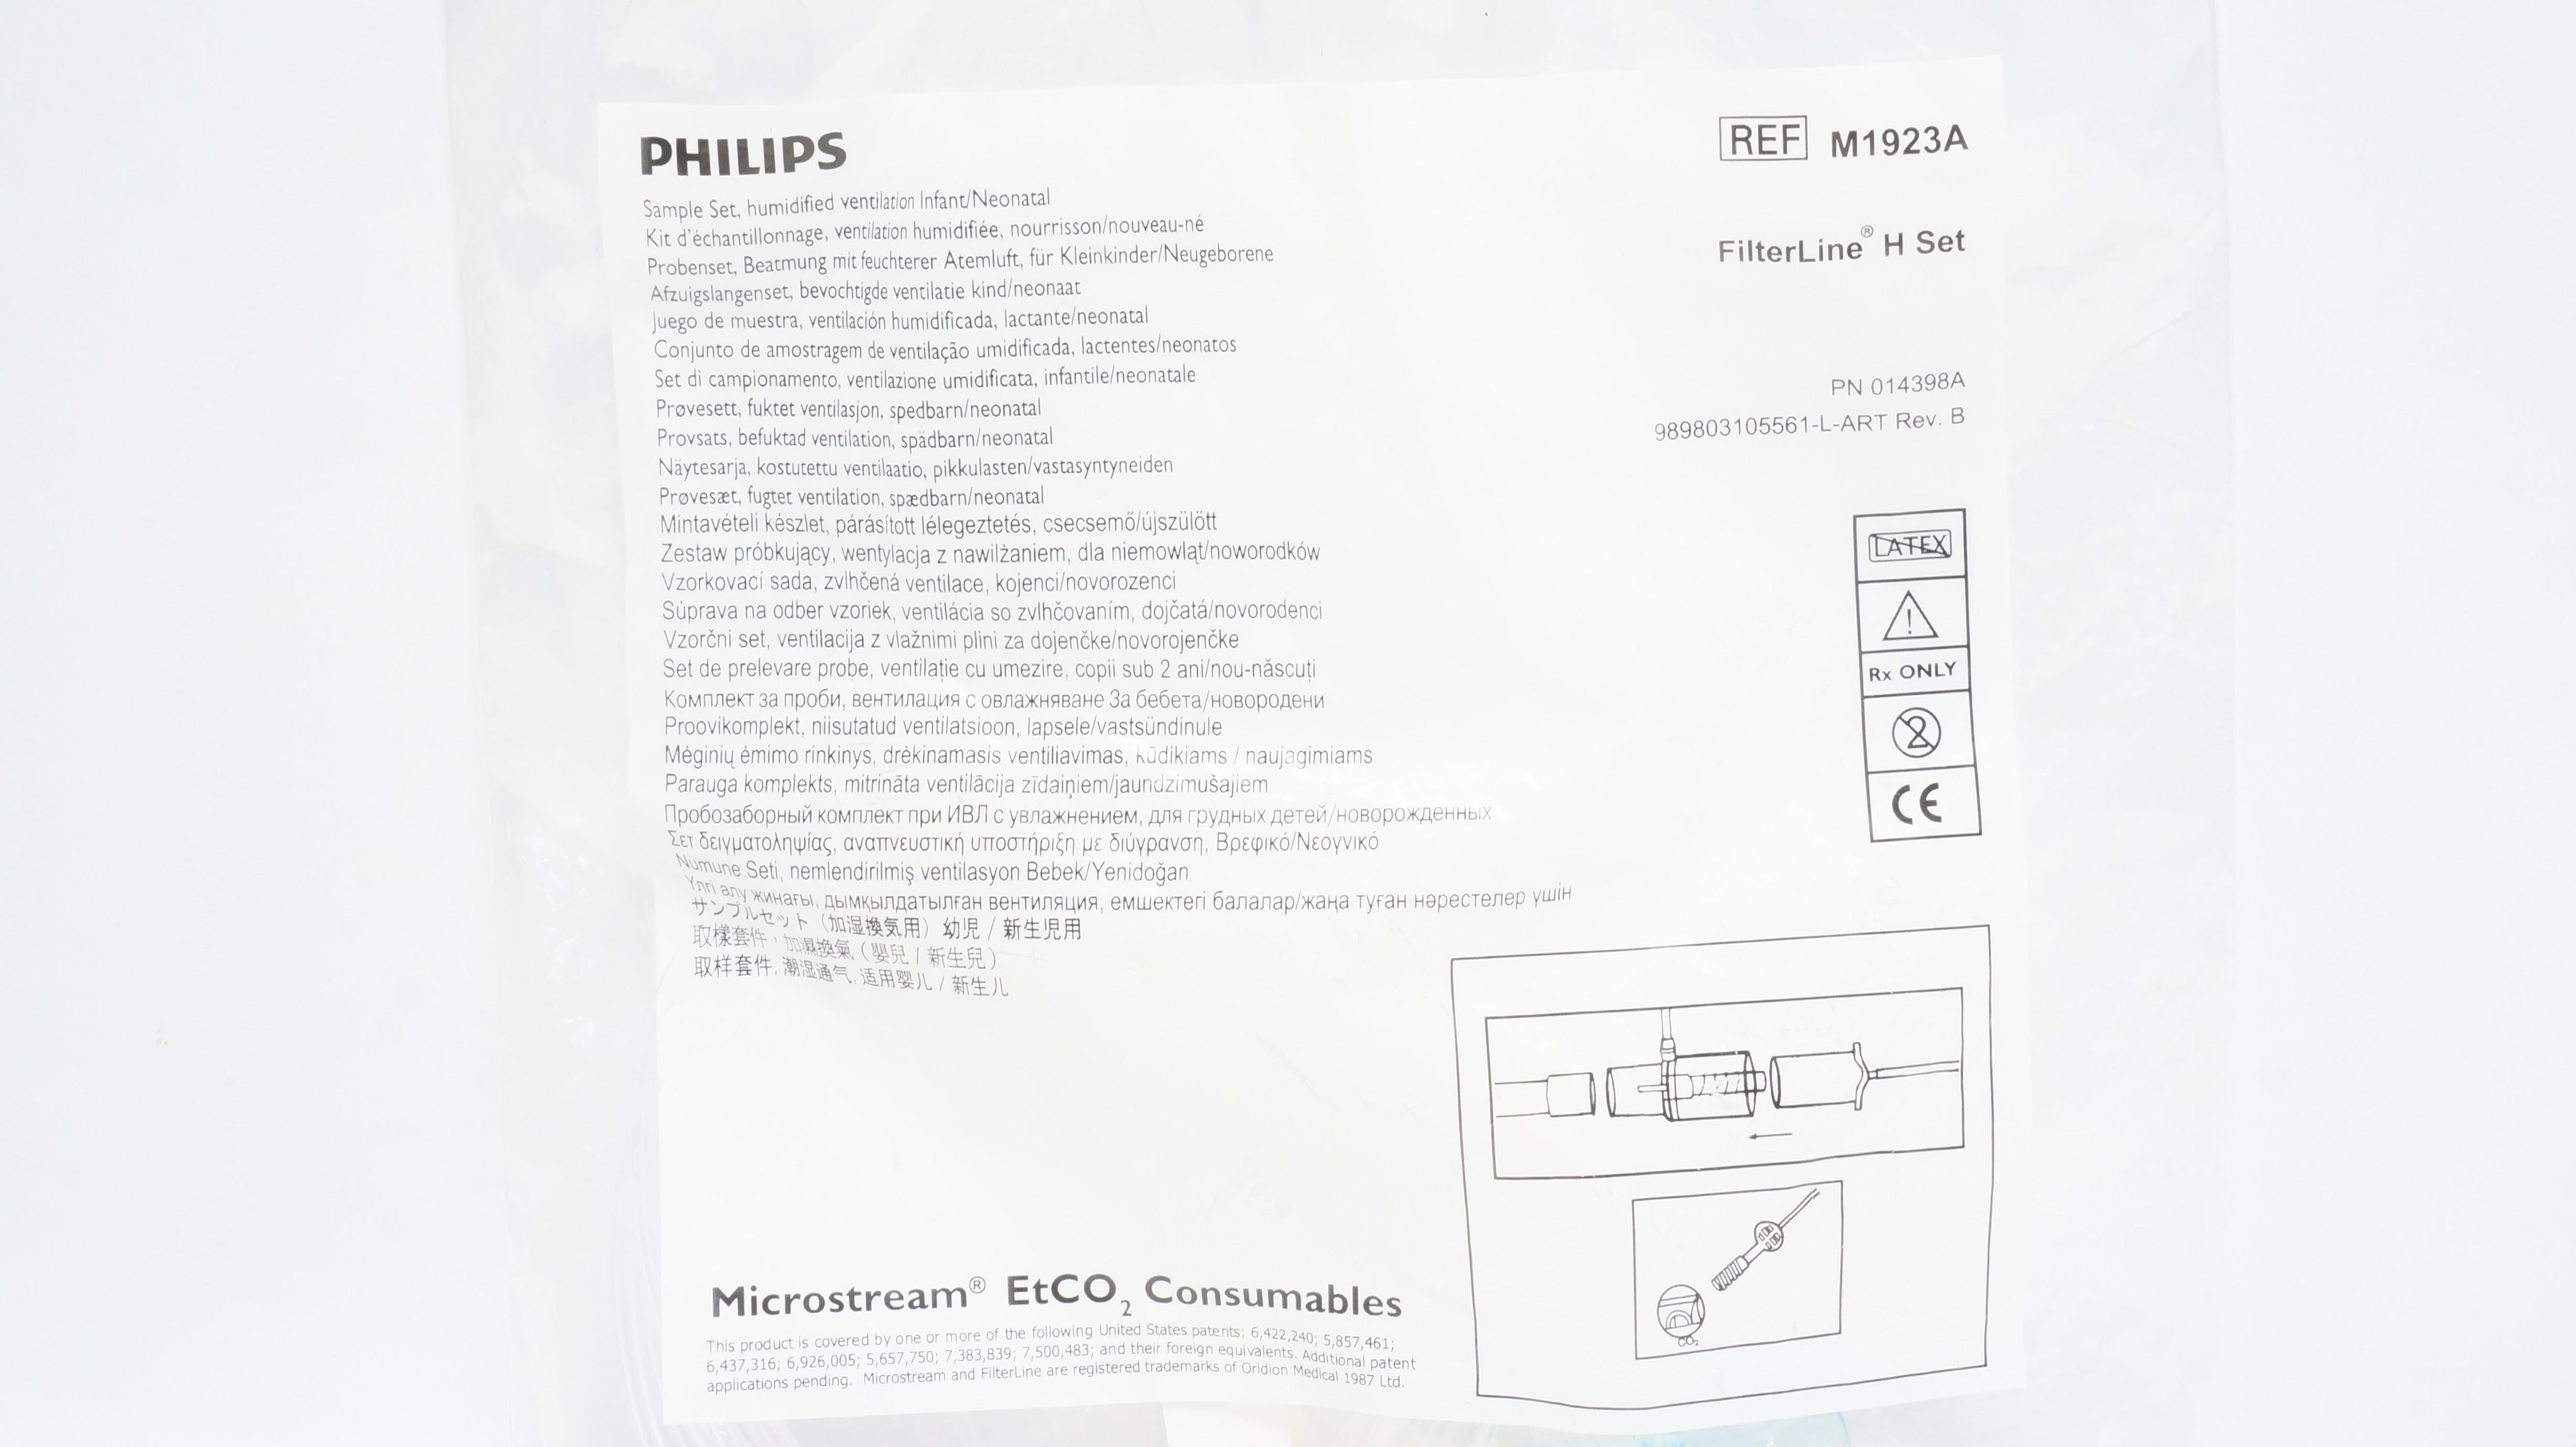 PHILIPS
REF M1923A
FilterLine® H Set
PN 014398A
989803105561-L-ART Rev. B
Sample Set, humidified ventilation Infant/Neonatal
Kit d'échantillonnage, ventilation humidifiée, nourrisson/nouveau-né
Probenset, Beatmung mit feuchterer Atemluft, für Kleinkinder/Neugeborene
Afzuigslangenset, bevochtigde ventilatie kind/neonaat
Juego de muestra, ventilación humidificada, lactante/neonatal
Conjunto de amostragem de ventilação umidificada, lactentes/neonatos
Set di campionamento, ventilazione umidificata, infantile/neonatale
Prøvesett, fuktet ventilasjon, spedbarn/neonatal
Provsats, befuktad ventilation, spädbarn/neonatal
Näytesarja, kostutettu ventilaatio, pikkulasten/vastasyntyneiden
Prøvesæt, fugtet ventilation, spædbarn/neonatal
Mintavételi készlet, párásított lélegeztetés, csecsemő/újszülött
Zestaw próbkujący, wentylacja z nawilżaniem, dla niemowląt/noworodków
Vzorkovací sada, zvlhčená ventilace, kojenci/novorozenci
Súprava na odber vzoriek, ventilácia so zvlhčovaním, dojčatá/novorodenci
Vzorčni set, ventilacija z vlažnimi plini za dojenčke/novorojenčke
Set de prelevare probe, ventilație cu umezire, copii sub 2 ani/nou-născuți
Комплект за проби, вентилация с овлажняване За бебета/новородени
Proovikomplekt, niisutatud ventilatsioon, lapsele/vastsündinule
Mėginių ėmimo rinkinys, drėkinamasis ventiliavimas, kūdikiams / naujagimiams
Parauga komplekts, mitrināta ventilācija zīdaiņiem/jaundzimušajiem
Пробозаборный комплект при ИВЛ с увлажнением, для грудных детей/новорожденных
Σετ δειγματοληψίας, αναπνευστική υποστήριξη με διύγρανση, Βρεφικό/Νεογνικό
Numune Seti, nemlendirilmiş ventilasyon Bebek/Yenidoğan
Үлгі алу жинағы, дымқылдатылған вентиляция, емшектегі балалар/жаңа туған нәрестелер үшін
サンプルセット（加湿換気用）幼児 / 新生児用
取樣套件，加濕換氣（嬰兒 / 新生兒）
取样套件, 潮湿通气, 适用婴儿 / 新生儿
LATEX
Rx ONLY
2
CE
CO₂
Microstream® EtCO₂ Consumables
This product is covered by one or more of the following United States patents: 6,422,240; 5,857,461;
6,437,316; 6,926,005; 5,657,750; 7,383,839; 7,500,483; and their foreign equivalents. Additional patent
applications pending. Microstream and FilterLine are registered trademarks of Oridion Medical 1987 Ltd.